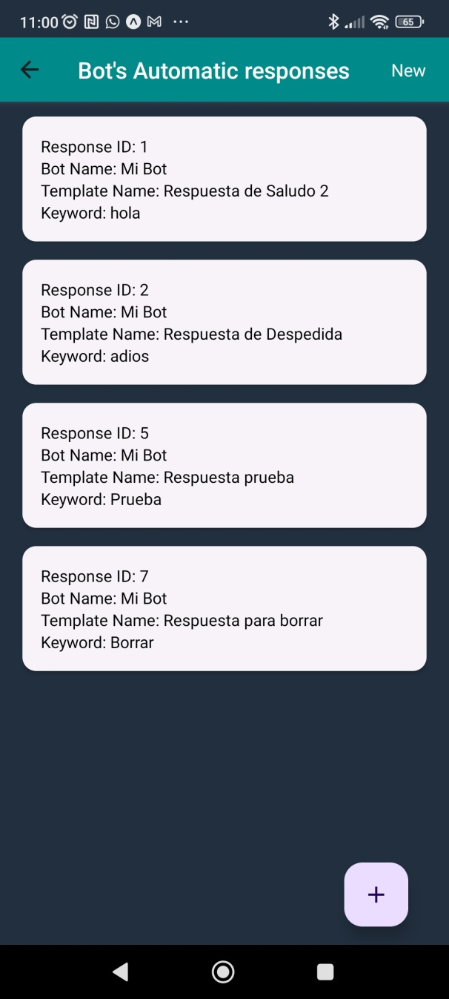 11:00
65
Bot's Automatic responses
New
Response ID: 1
Bot Name: Mi Bot
Template Name: Respuesta de Saludo 2
Keyword: hola
Response ID: 2
Bot Name: Mi Bot
Template Name: Respuesta de Despedida
Keyword: adios
Response ID: 5
Bot Name: Mi Bot
Template Name: Respuesta prueba
Keyword: Prueba
Response ID: 7
Bot Name: Mi Bot
Template Name: Respuesta para borrar
Keyword: Borrar
+